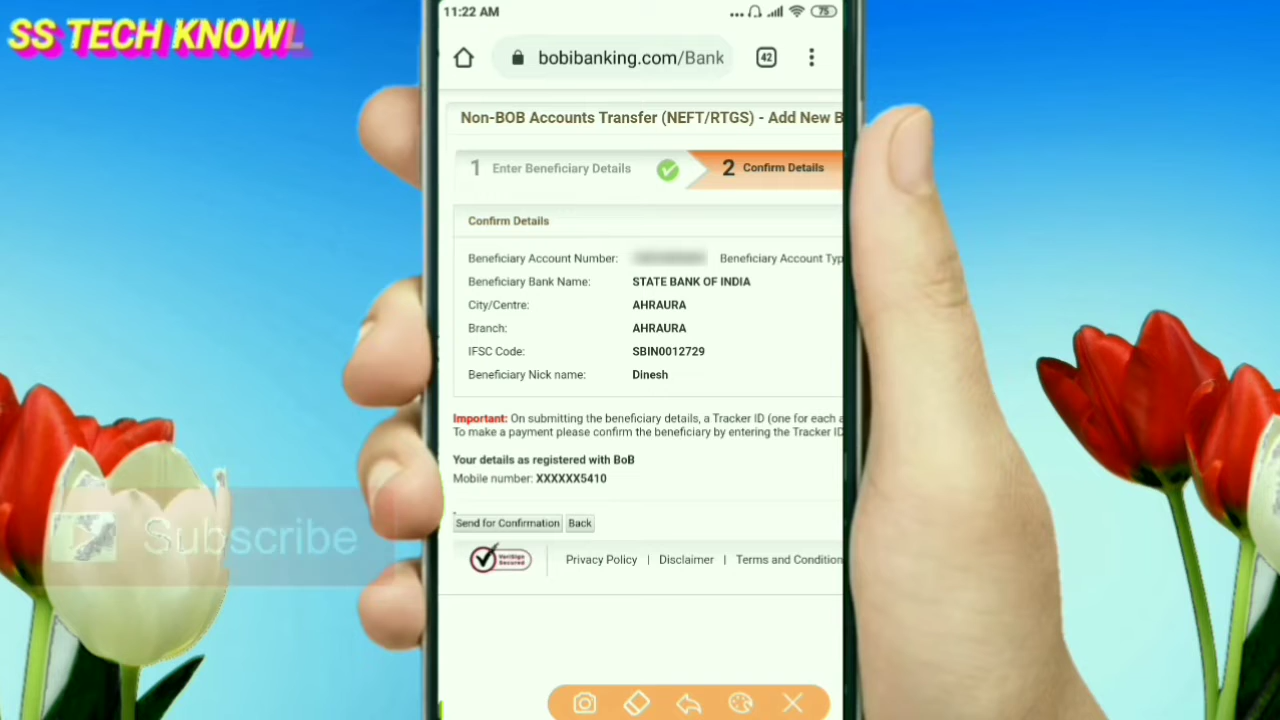 SS TECH KNOWL
11:22 AM
75
bobibanking.com/Bank
42
Non-BOB Accounts Transfer (NEFT/RTGS) - Add New B
1 Enter Beneficiary Details 2 Confirm Details
Confirm Details
Beneficiary Account Number: Beneficiary Account Typ
Beneficiary Bank Name: STATE BANK OF INDIA
City/Centre: AHRAURA
Branch: AHRAURA
IFSC Code: SBIN0012729
Beneficiary Nick name: Dinesh
Important: On submitting the beneficiary details, a Tracker ID (one for each a
To make a payment please confirm the beneficiary by entering the Tracker ID
Your details as registered with BoB
Mobile number: XXXXXX5410
Send for Confirmation Back
VeriSign
Secured
Privacy Policy | Disclaimer | Terms and Condition
Subscribe